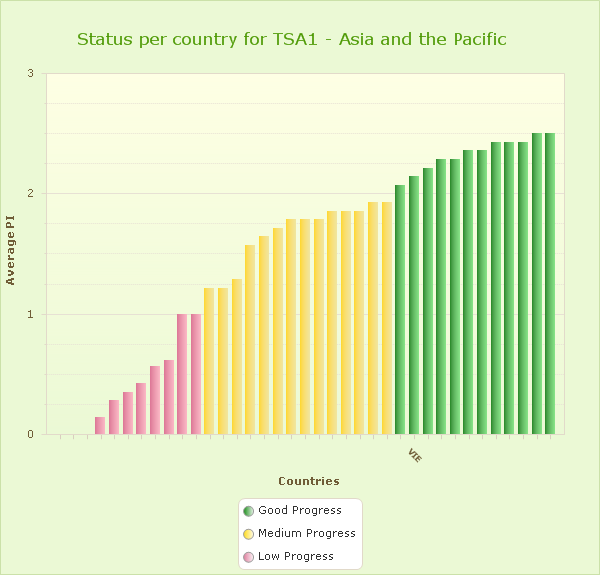 Status per country for TSA1 - Asia and the Pacific
3
2
1
0
Average PI
VIE
Countries
Good Progress
Medium Progress
Low Progress